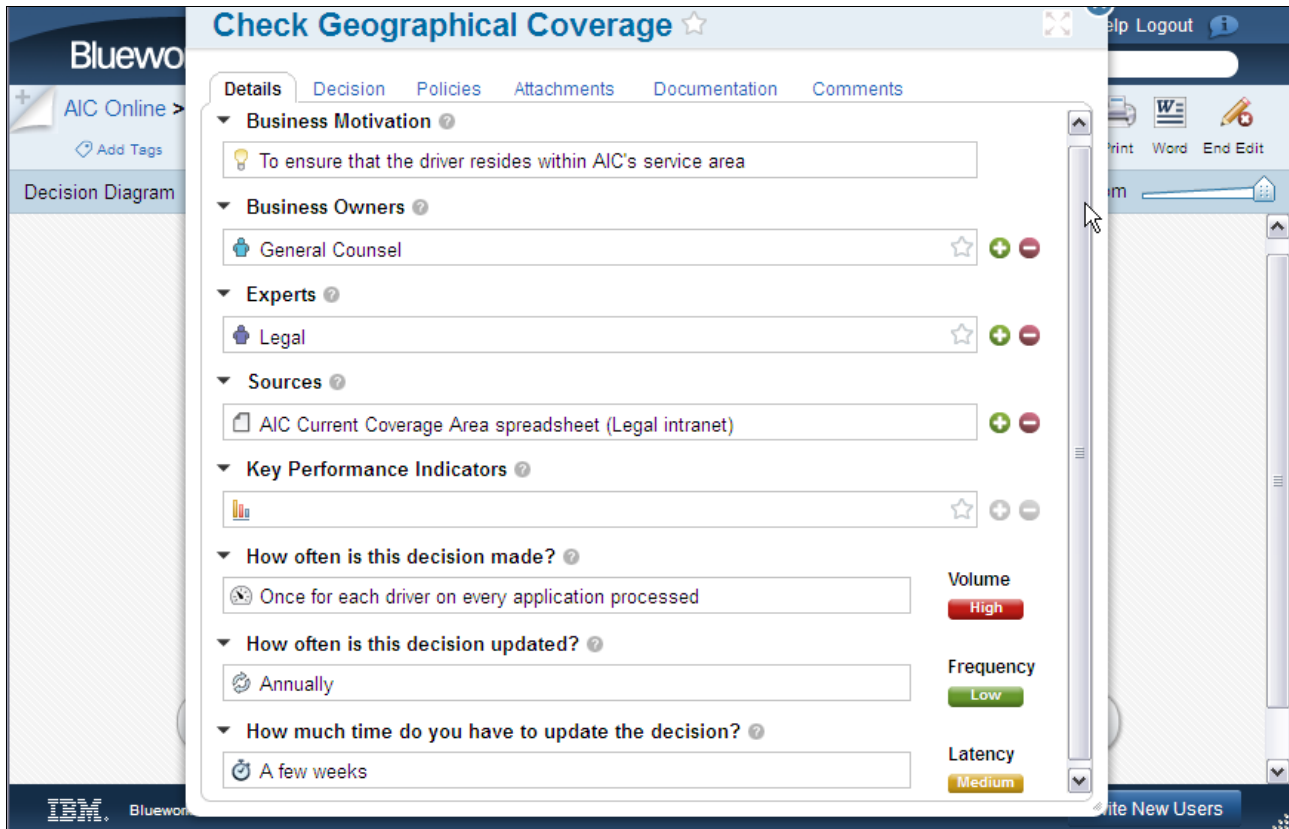 Check Geographical Coverage
Help Logout
Bluewo
Details Decision Policies Attachments Documentation Comments
AIC Online >
Add Tags
Print Word End Edit
Decision Diagram
om
Business Motivation
To ensure that the driver resides within AIC's service area
Business Owners
General Counsel
Experts
Legal
Sources
AIC Current Coverage Area spreadsheet (Legal intranet)
Key Performance Indicators
How often is this decision made?
Once for each driver on every application processed
Volume
High
How often is this decision updated?
Annually
Frequency
Low
How much time do you have to update the decision?
A few weeks
Latency
Medium
IBM. Bluewor
ite New Users